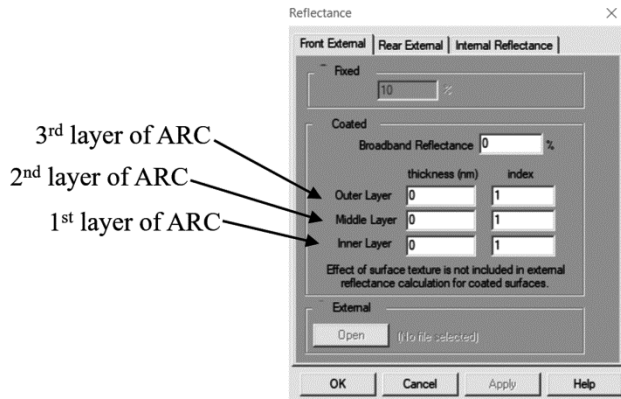 Reflectance
Front External Rear External Internal Reflectance
Fixed
10 %
Coated
Broadband Reflectance 0 %
thickness (nm) index
3rd layer of ARC Outer Layer 0 1
2nd layer of ARC Middle Layer 0 1
1st layer of ARC Inner Layer 0 1
Effect of surface texture is not included in external
reflectance calculation for coated surfaces.
External
Open (No file selected)
OK Cancel Apply Help